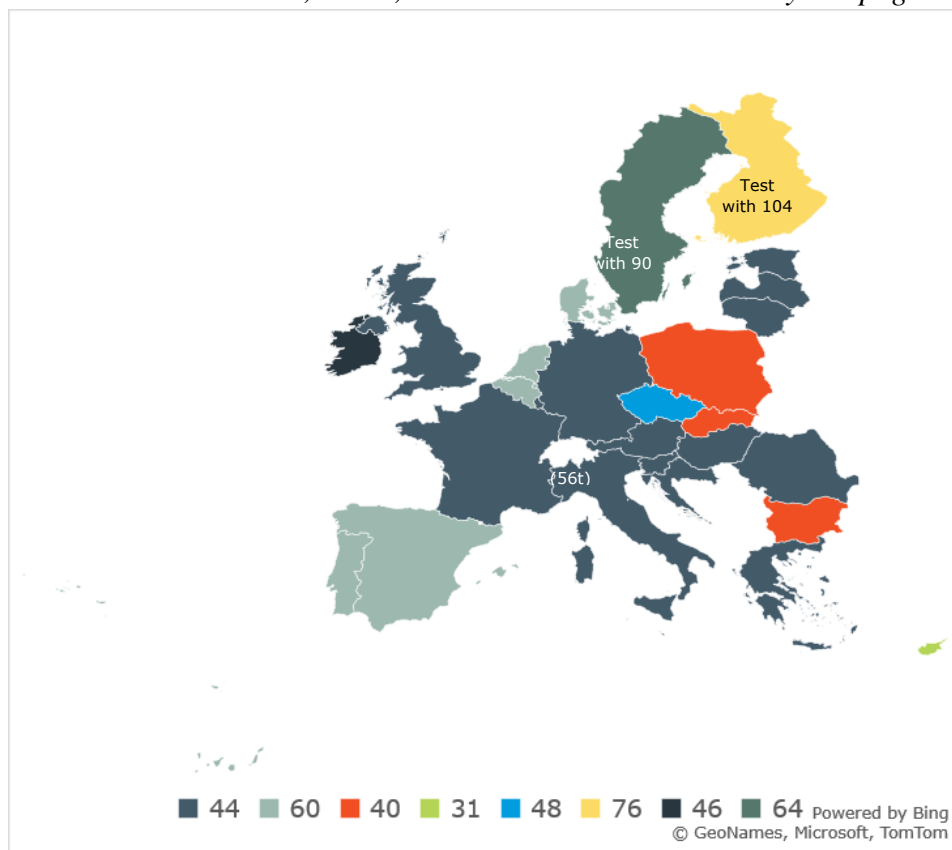 Test
with 104
Test
with 90
(56t)
44 60 40 31 48 76 46 64
Powered by Bing
© GeoNames, Microsoft, TomTom